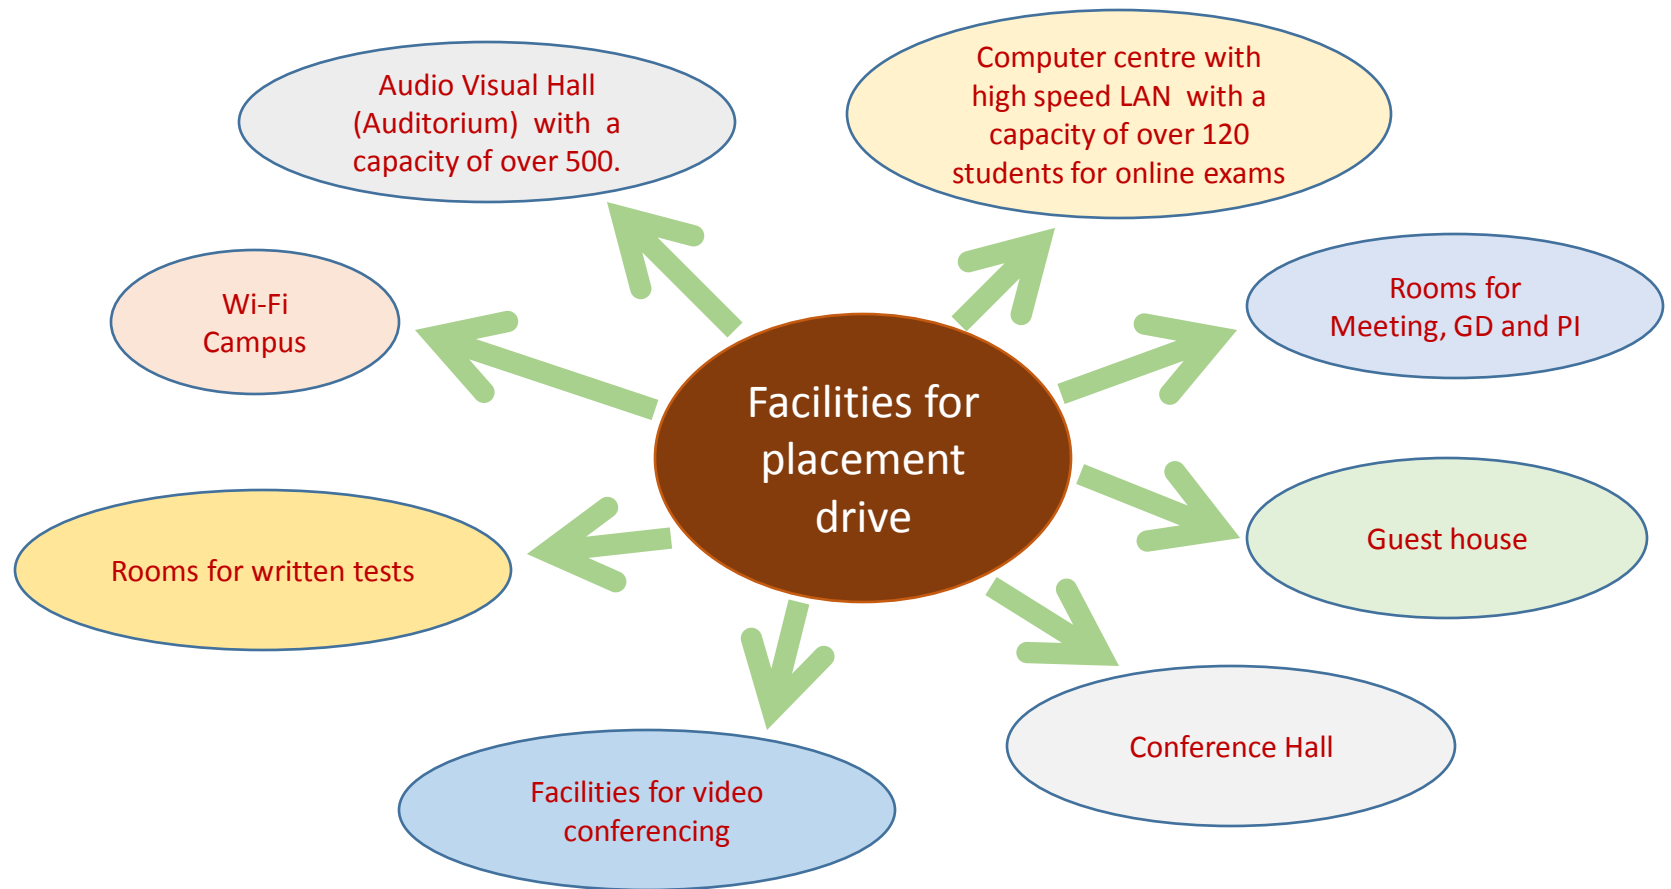 Audio Visual Hall
(Auditorium) with a
capacity of over 500.
Computer centre with
high speed LAN with a
capacity of over 120
students for online exams
Wi-Fi
Campus
Rooms for
Meeting, GD and PI
Facilities for
placement
drive
Rooms for written tests
Guest house
Conference Hall
Facilities for video
conferencing